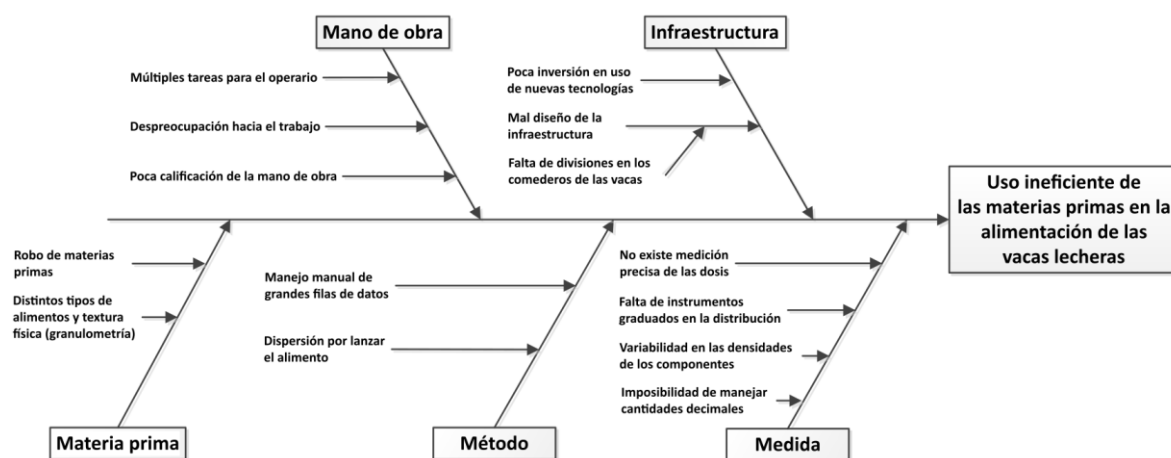 Mano de obra
Infraestructura
Múltiples tareas para el operario
Despreocupación hacia el trabajo
Poca calificación de la mano de obra
Poca inversión en uso
de nuevas tecnologías
Mal diseño de la
infraestructura
Falta de divisiones en los
comederos de las vacas
Uso ineficiente de
las materias primas en la
alimentación de las
vacas lecheras
Robo de materias
primas
Distintos tipos de
alimentos y textura
física (granulometría)
Manejo manual de
grandes filas de datos
Dispersión por lanzar
el alimento
No existe medición
precisa de las dosis
Falta de instrumentos
graduados en la distribución
Variabilidad en las densidades
de los componentes
Imposibilidad de manejar
cantidades decimales
Materia prima
Método
Medida